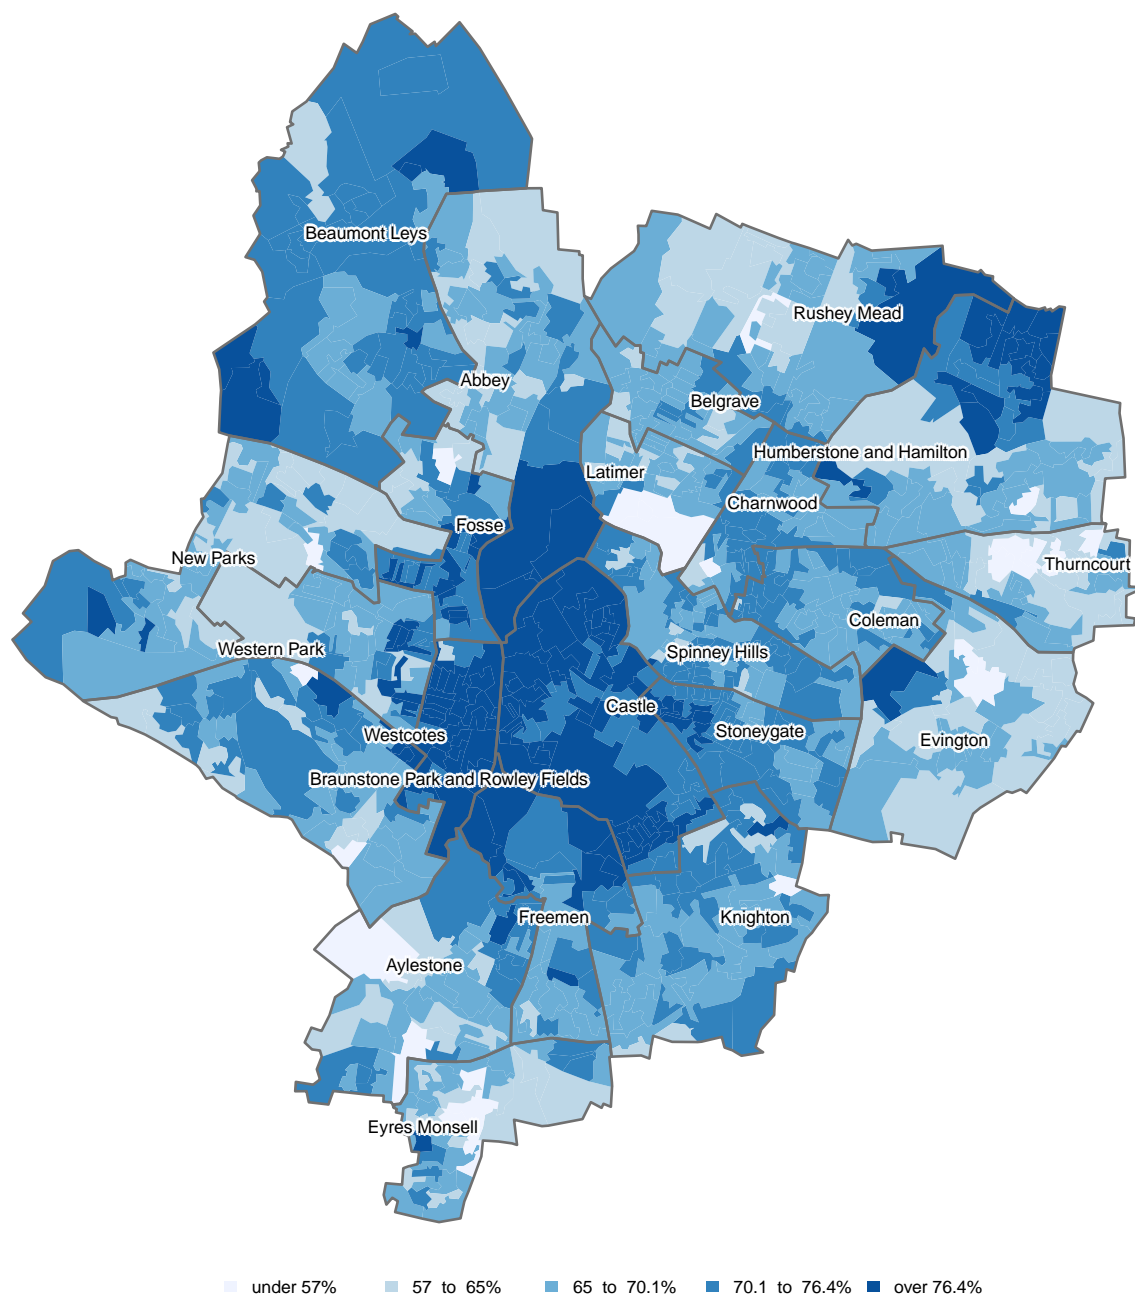 Beaumont Leys
Rushey Mead
Abbey
Belgrave
Humberstone and Hamilton
Latimer
Charnwood
Fosse
New Parks
Thurncourt
Coleman
Western Park
Spinney Hills
Castle
Westcotes
Stoneygate
Evington
Braunstone Park and Rowley Fields
Freemen
Knighton
Aylestone
Eyres Monsell
under 57% 57 to 65% 65 to 70.1% 70.1 to 76.4% over 76.4%